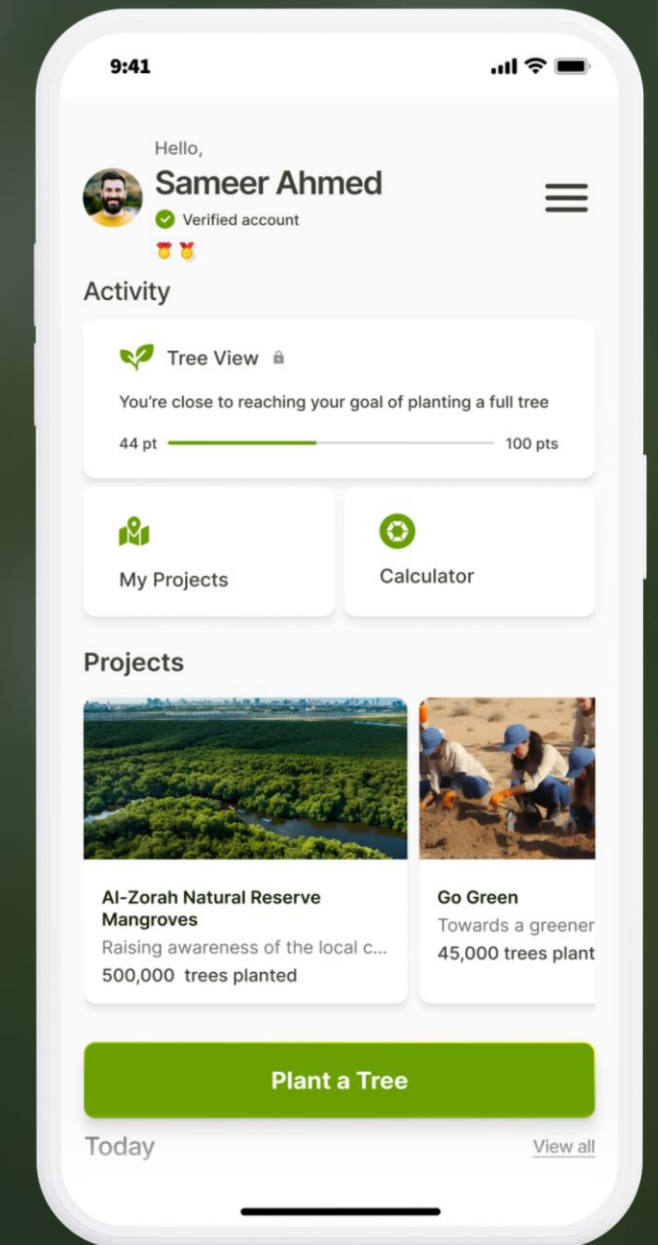 9:41
Hello,
Sameer Ahmed
Verified account
Activity
Tree View
You're close to reaching your goal of planting a full tree
44 pt
100 pts
My Projects
Calculator
Projects
Al-Zorah Natural Reserve
Mangroves
Raising awareness of the local c...
500,000 trees planted
Go Green
Towards a greener
45,000 trees plant
Plant a Tree
Today
View all